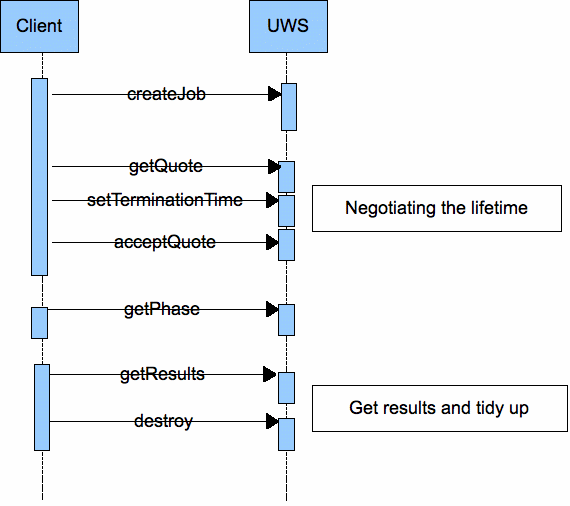 Client
UWS
createJob
getQuote
setTerminationTime
Negotiating the lifetime
acceptQuote
getPhase
getResults
Get results and tidy up
destroy